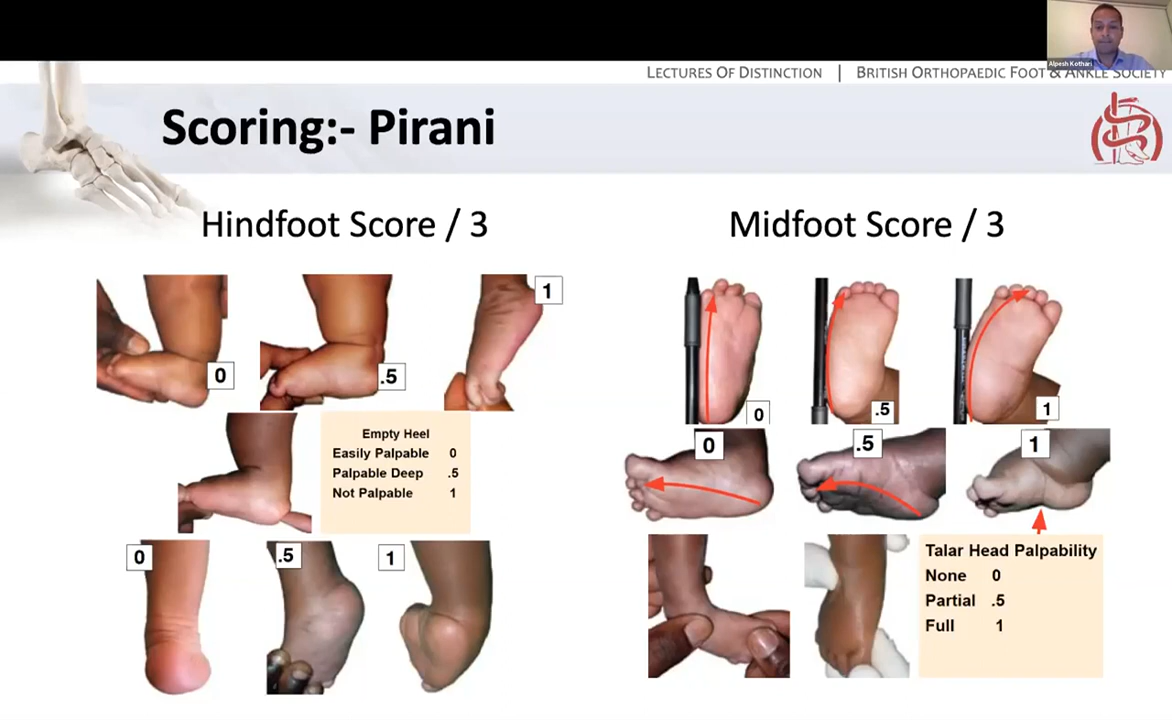 Alpesh Kothari
LECTURES OF DISTINCTION | BRITISH ORTHOPAEDIC FOOT & ANKLE SOCIETY
Scoring:- Pirani
Hindfoot Score / 3
0
.5
1
Empty Heel
Easily Palpable 0
Palpable Deep .5
Not Palpable 1
0
.5
1
Midfoot Score / 3
0
.5
1
0
.5
1
Talar Head Palpability
None 0
Partial .5
Full 1